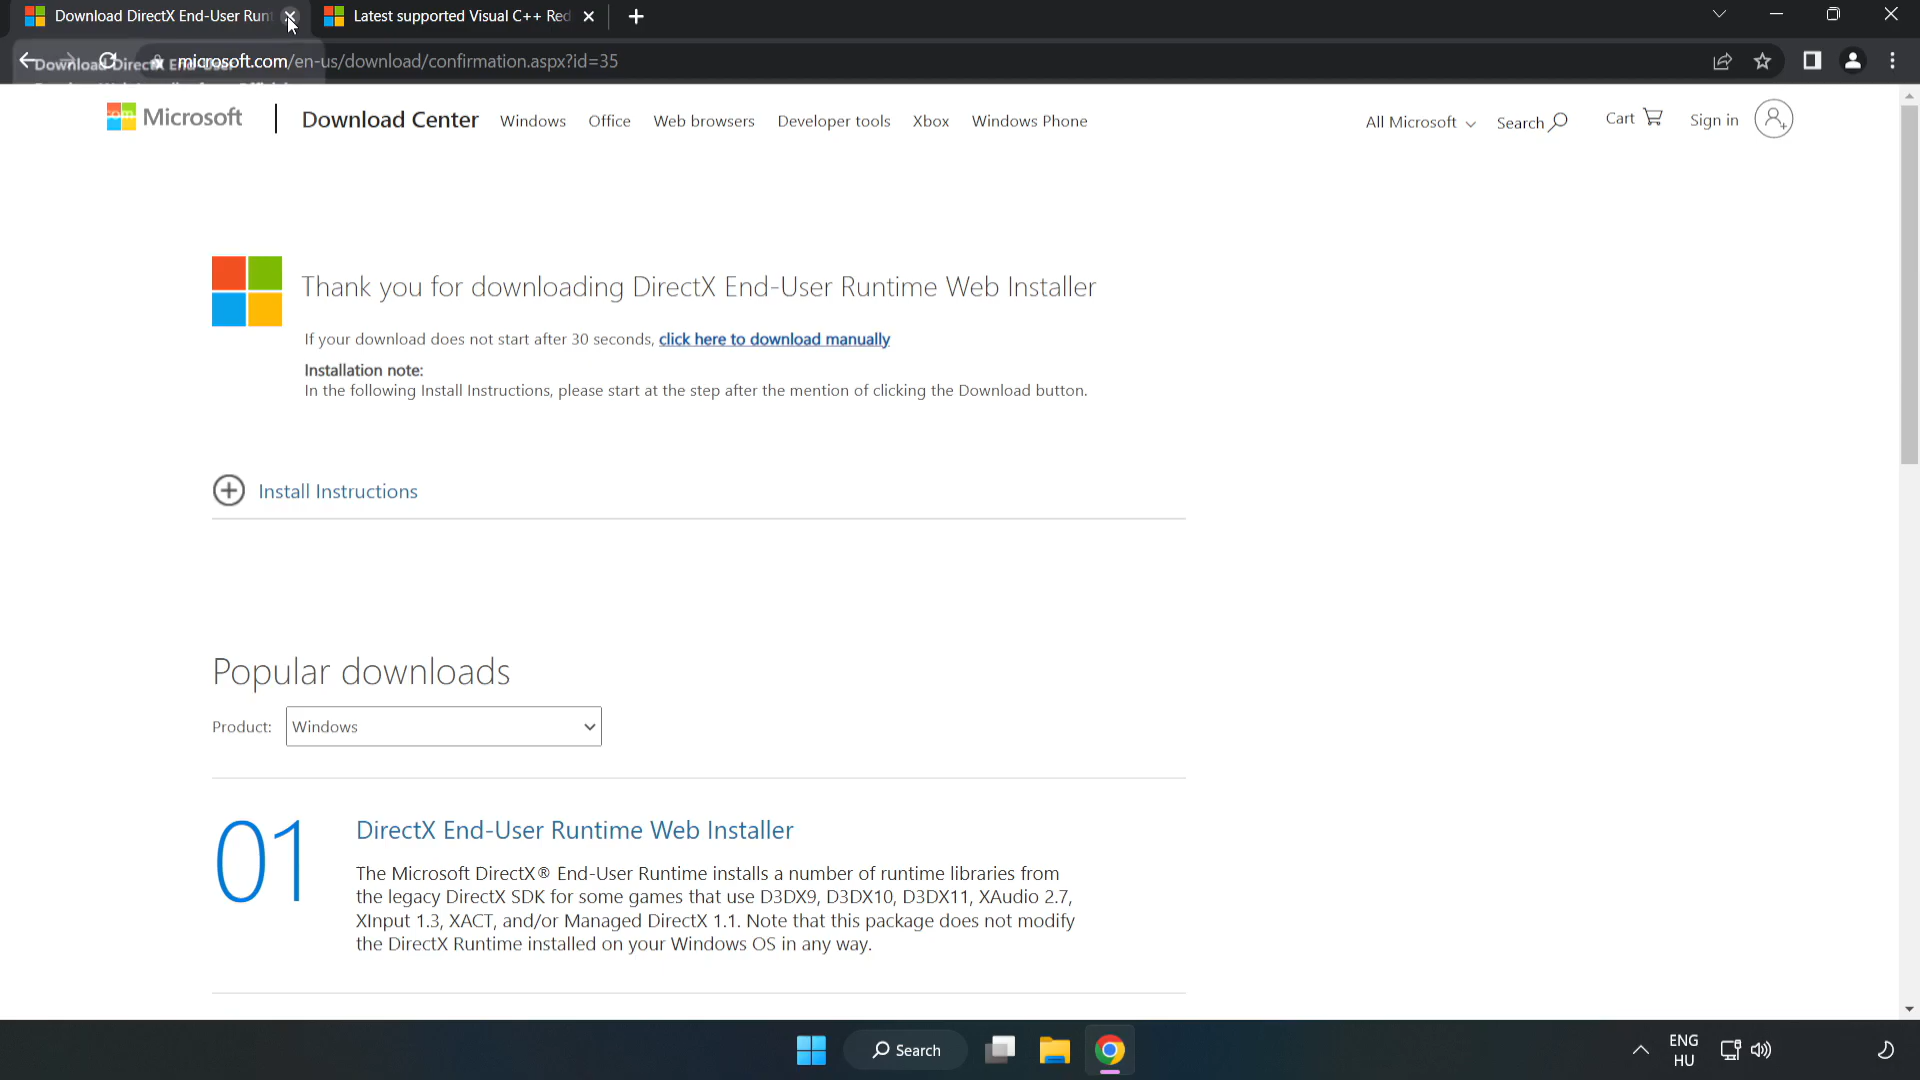 Download DirectX End-User Runt
Latest supported Visual C++ Red
microsoft.com/en-us/download/confirmation.aspx?id=35
Download DirectX End-User
Microsoft
Download Center
Windows
Office
Web browsers
Developer tools
Xbox
Windows Phone
All Microsoft
Search
Cart
Sign in
Thank you for downloading DirectX End-User Runtime Web Installer
If your download does not start after 30 seconds, click here to download manually
Installation note:
In the following Install Instructions, please start at the step after the mention of clicking the Download button.
Install Instructions
Popular downloads
Product: Windows
01
DirectX End-User Runtime Web Installer
The Microsoft DirectX® End-User Runtime installs a number of runtime libraries from
the legacy DirectX SDK for some games that use D3DX9, D3DX10, D3DX11, XAudio 2.7,
XInput 1.3, XACT, and/or Managed DirectX 1.1. Note that this package does not modify
the DirectX Runtime installed on your Windows OS in any way.
Search
ENG
HU